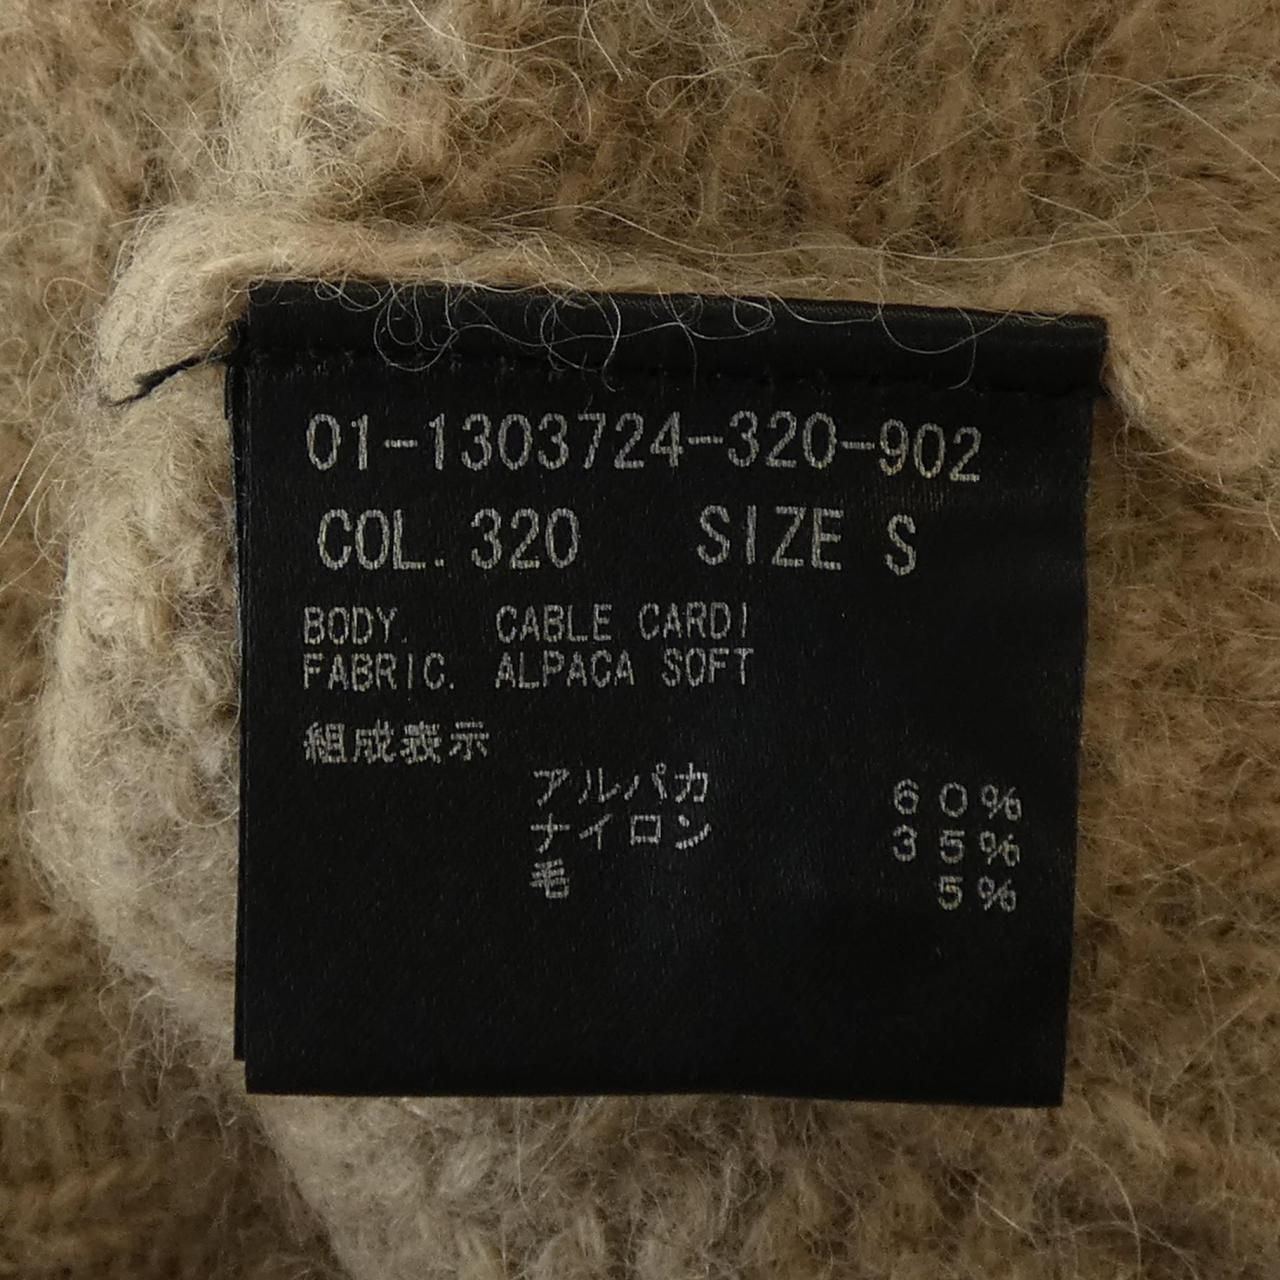 01-1303724-320-902
COL. 320 SIZE S
BODY. CABLE CARDI
FABRIC. ALPACA SOFT
組成表示
アルパカ 60%
ナイロン 35%
毛 5%